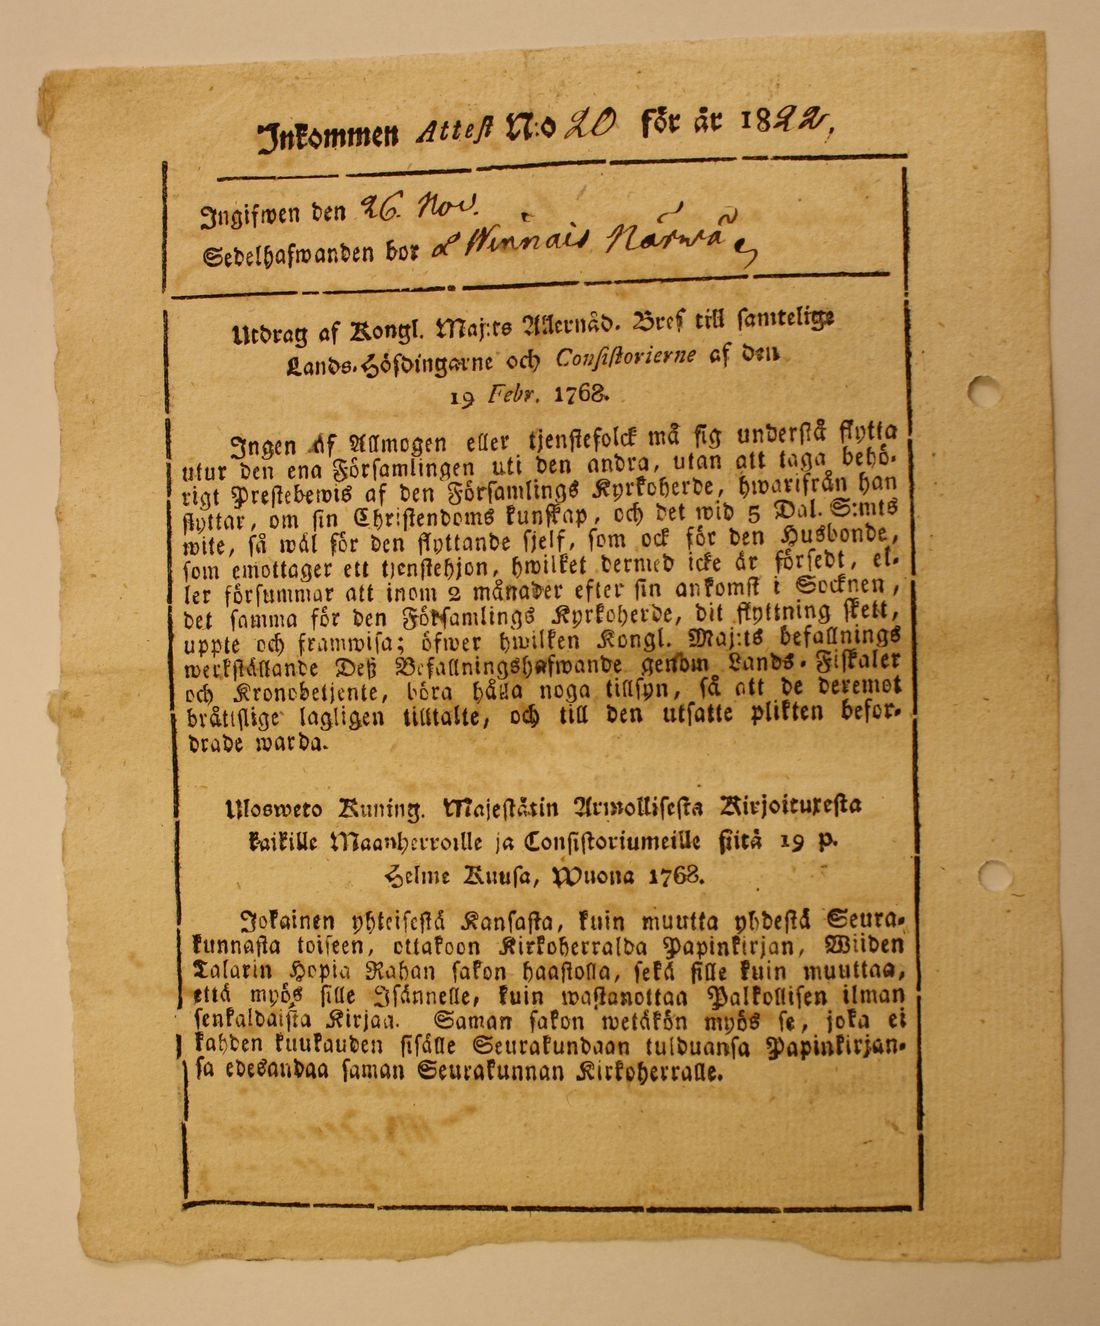 Inkommen Attest N:o 20 för år 1822,
Ingifwen den 26. Nov.
Sedelhafwanden bor å Winnais Närwä
Utdrag af Kongl. Maj:ts Allernåd. Bref till samtelige
Lands-Höfdingarne och Consistorierne af den
19 Febr. 1768.
Ingen af Allmogen eller tjenstefolck må sig understå flytta
utur den ena Församlingen uti den andra, utan att taga behö-
rigt Prestebewis af den Församlings Kyrkoherde, hwarifrån han
flyttar, om sin Christendoms kunskap, och det wid 5 Dal. S:mts
wite, så wäl för den flyttande sjelf, som ock för den Husbonde,
som emottager ett tjenstehjon, hwilket dermed icke är försedt, el-
ler försummar att inom 2 månader efter sin ankomst i Socknen,
det samma för den Församlings Kyrkoherde, dit flyttning skett,
uppte och framwisa; öfwer hwilken Kongl. Maj:ts befallnings
werkställande Deß Befallningshafwande genom Lands-Fiskaler
och Kronobetjente, böra hålla noga tillsyn, så att de deremot
bråttslige lagligen tilltalte, och till den utsatte plikten befor-
drade warda.
Ulosweto Kuning. Majestätin Armollisesta Kirjoituxesta
kaikille Maanherroille ja Consistoriumeille siitä 19 p.
Helme Kuusa, Wuona 1768.
Jokainen yhteisestä Kansasta, kuin muutta yhdestä Seura-
kunnasta toiseen, ottakoon Kirkoherralda Papinkirjan, Wiiden
Talarin Hopia Rahan sakon haastolla, sekä sille kuin muuttaa,
että myös sille Isännelle, kuin wastanottaa Palkollisen ilman
senkaldaista Kirjaa. Saman sakon wetäkön myös se, joka ei
kahden kuukauden sisälle Seurakundaan tulduansa Papinkirjan-
sa edesandaa saman Seurakunnan Kirkoherralle.